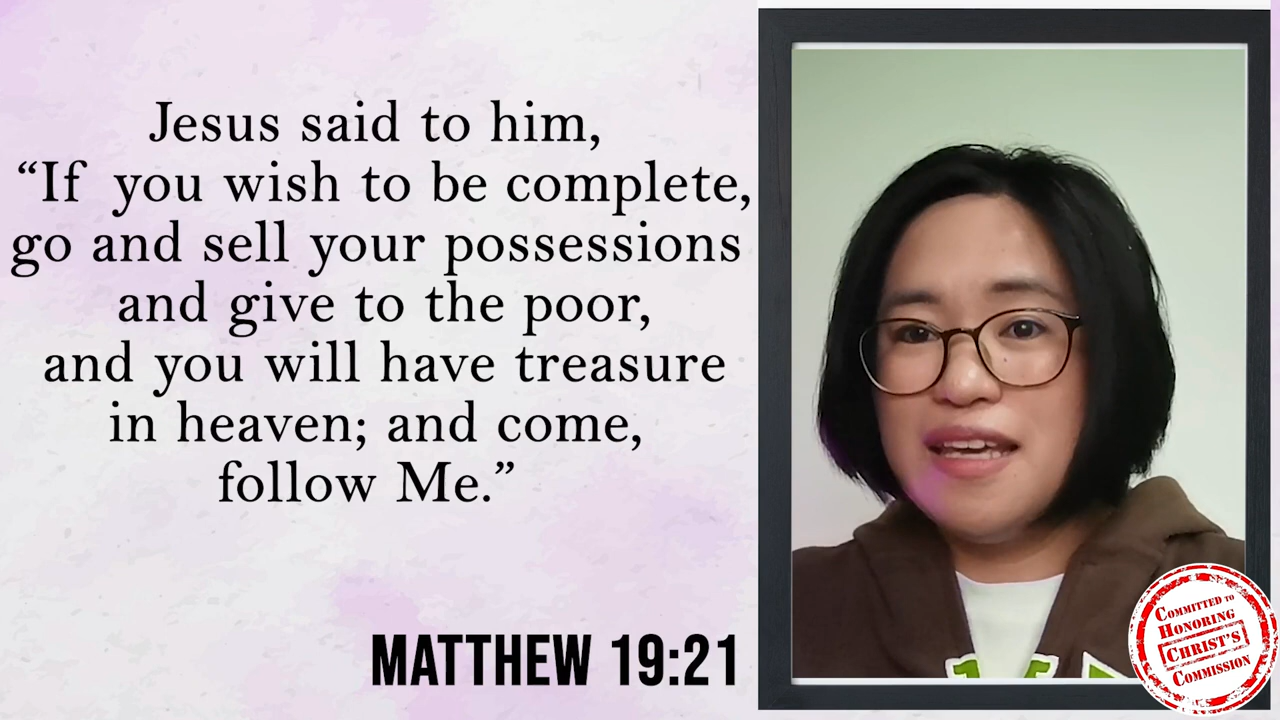 Jesus said to him,
“If  you wish to be complete,
go and sell your possessions
and give to the poor,
and you will have treasure
in heaven; and come,
follow Me.”
MATTHEW 19:21
COMMITTED TO
HONORING
CHRIST'S
COMMISSION